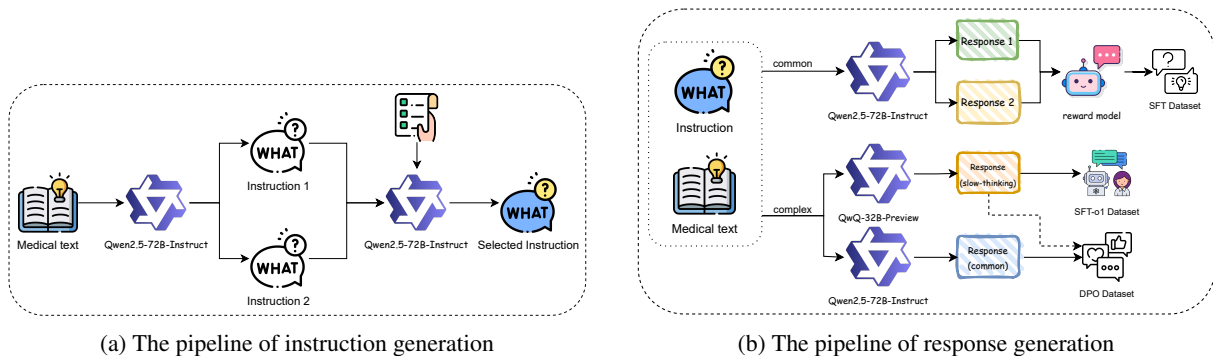 WHAT
?
Instruction 1
Medical text
Qwen2.5-72B-Instruct
WHAT
?
Instruction 2
Qwen2.5-72B-Instruct
WHAT
?
Selected Instruction
(a) The pipeline of instruction generation
WHAT
?
Instruction
Medical text
common
complex
Qwen2.5-72B-Instruct
Response 1
Response 2
reward model
?
SFT Dataset
QwQ-32B-Preview
Response
(slow-thinking)
SFT-o1 Dataset
Qwen2.5-72B-Instruct
Response
(common)
DPO Dataset
(b) The pipeline of response generation